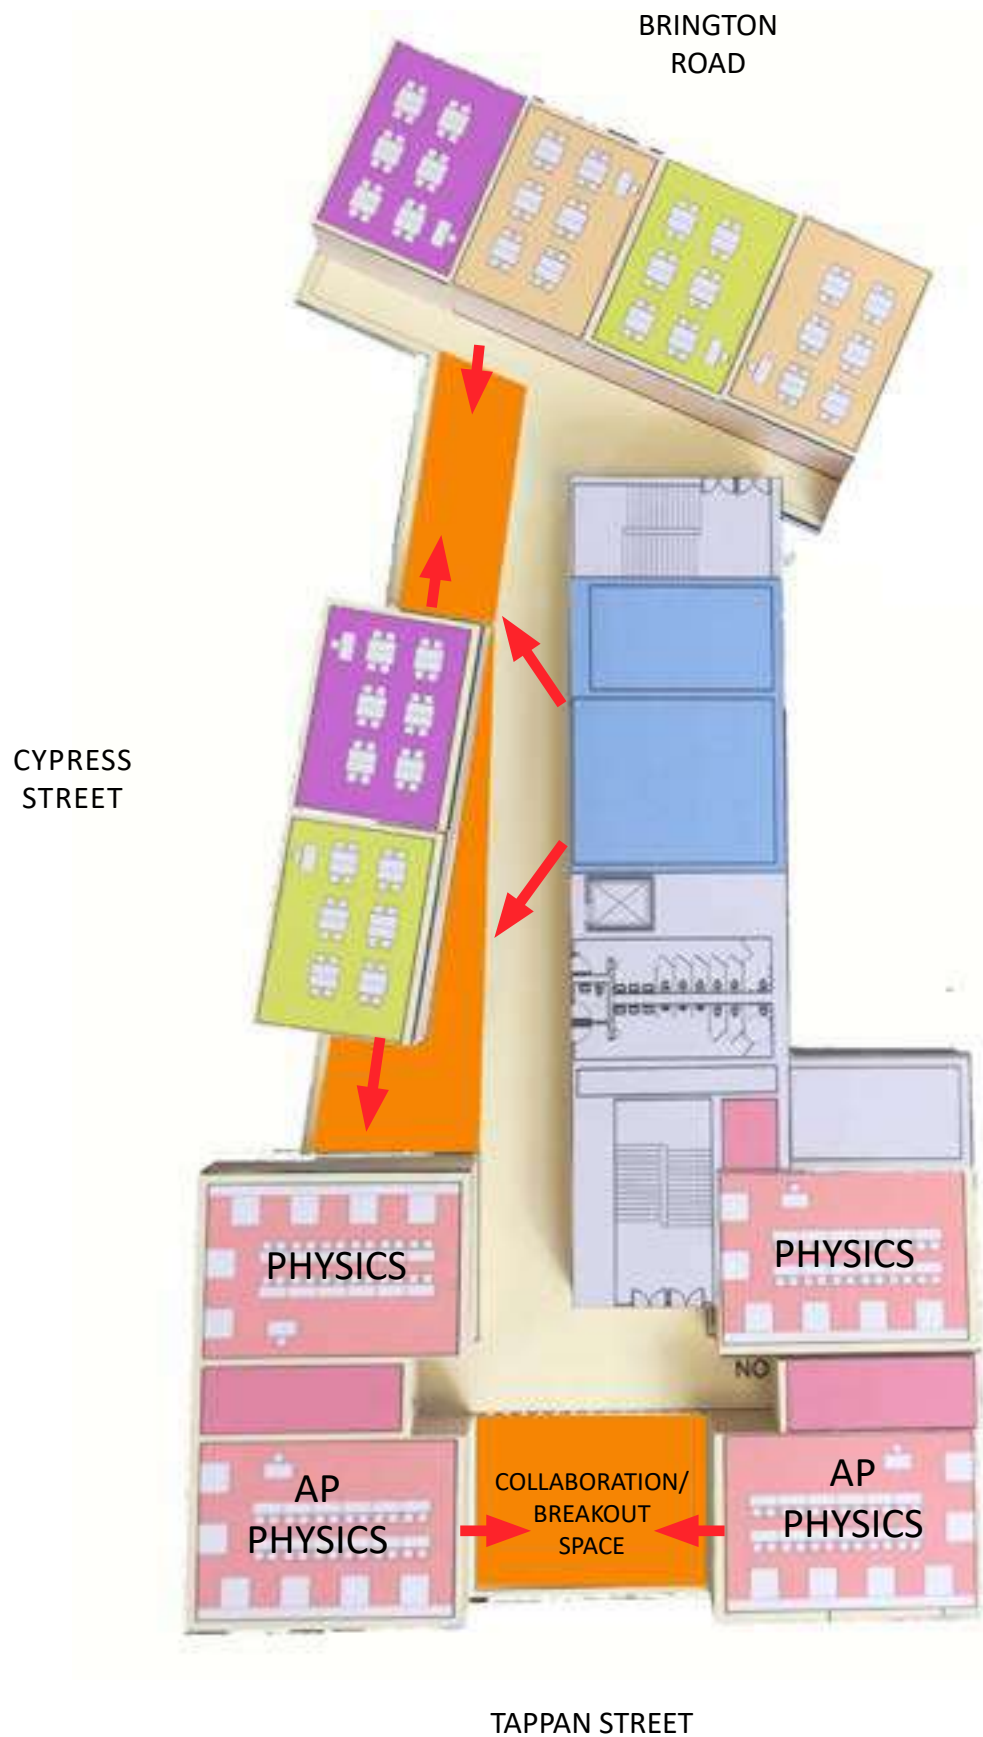 BRINGTON
ROAD
CYPRESS
STREET
PHYSICS
PHYSICS
NO
AP
PHYSICS
COLLABORATION/
BREAKOUT
SPACE
AP
PHYSICS
TAPPAN STREET